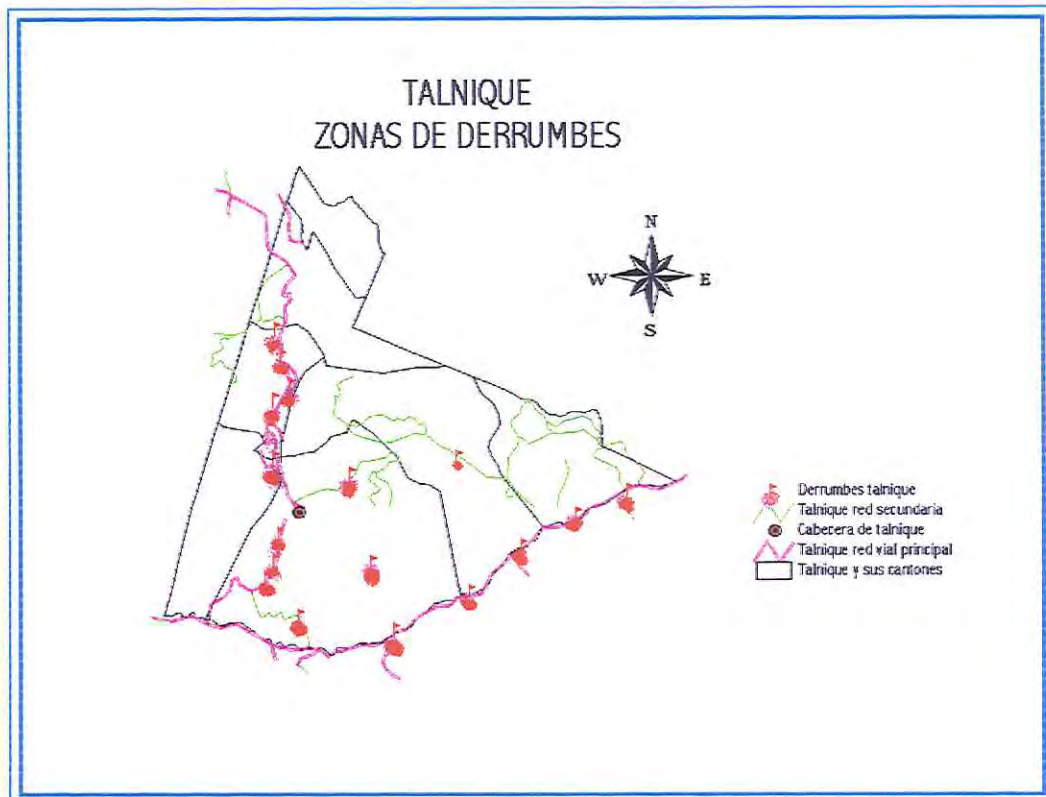 TALNIQUE
ZONAS DE DERRUMBES
N
W E
S
Derrumbes talnique
Talnique red secundaria
Cabecera de talnique
Talnique red vial principal
Talnique y sus cantones